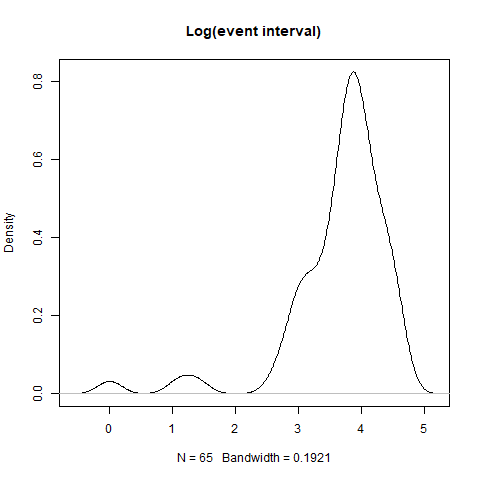 Log(event interval)
Density
0.8
0.6
0.4
0.2
0.0
0 1 2 3 4 5
N = 65 Bandwidth = 0.1921